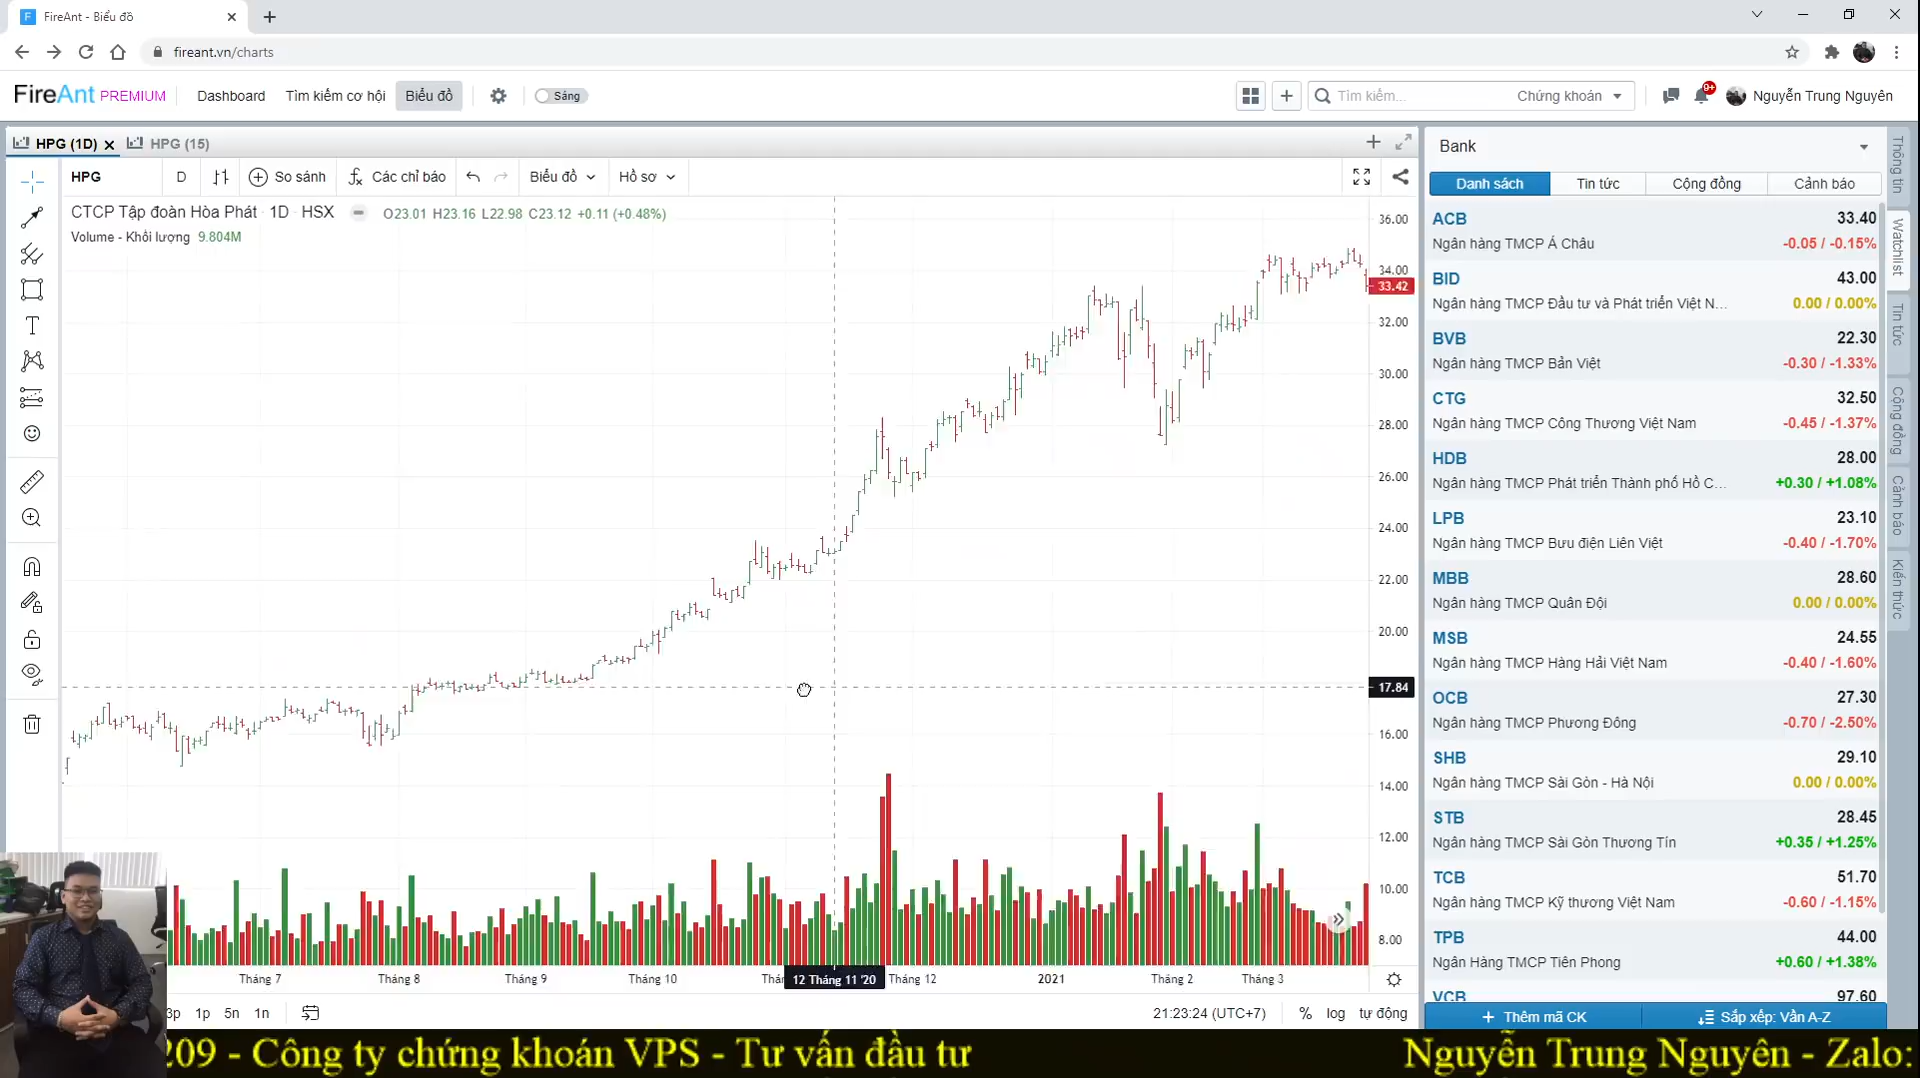 FireAnt - Biểu đồ
fireant.vn/charts
FireAnt PREMIUM
Dashboard
Tìm kiếm cơ hội
Biểu đồ
Sáng
Tìm kiếm...
Chứng khoán
9+
Nguyễn Trung Nguyên
HPG (1D)
HPG (15)
HPG
D
So sánh
Các chỉ báo
Biểu đồ
Hồ sơ
CTCP Tập đoàn Hòa Phát · 1D · HSX
O23.01 H23.16 L22.98 C23.12 +0.11 (+0.48%)
Volume - Khối lượng 9.804M
36.00
34.00
33.42
32.00
30.00
28.00
26.00
24.00
22.00
20.00
17.84
16.00
14.00
12.00
10.00
8.00
Tháng 7
Tháng 8
Tháng 9
Tháng 10
12 Tháng 11 '20
Tháng 12
2021
Tháng 2
Tháng 3
3p
1p
5n
1n
21:23:24 (UTC+7)
%
log
tự động
Bank
Danh sách
Tin tức
Cộng đồng
Cảnh báo
ACB 33.40
Ngân hàng TMCP Á Châu -0.05 / -0.15%
BID 43.00
Ngân hàng TMCP Đầu tư và Phát triển Việt N... 0.00 / 0.00%
BVB 22.30
Ngân hàng TMCP Bản Việt -0.30 / -1.33%
CTG 32.50
Ngân hàng TMCP Công Thương Việt Nam -0.45 / -1.37%
HDB 28.00
Ngân hàng TMCP Phát triển Thành phố Hồ C... +0.30 / +1.08%
LPB 23.10
Ngân hàng TMCP Bưu điện Liên Việt -0.40 / -1.70%
MBB 28.60
Ngân hàng TMCP Quân Đội 0.00 / 0.00%
MSB 24.55
Ngân hàng TMCP Hàng Hải Việt Nam -0.40 / -1.60%
OCB 27.30
Ngân hàng TMCP Phương Đông -0.70 / -2.50%
SHB 29.10
Ngân hàng TMCP Sài Gòn - Hà Nội 0.00 / 0.00%
STB 28.45
Ngân hàng TMCP Sài Gòn Thương Tín +0.35 / +1.25%
TCB 51.70
Ngân hàng TMCP Kỹ thương Việt Nam -0.60 / -1.15%
TPB 44.00
Ngân Hàng TMCP Tiên Phong +0.60 / +1.38%
VCB 97.60
Thêm mã CK
Sắp xếp: Vần A-Z
Thông tin
Watchlist
Tin tức
Cộng đồng
Cảnh báo
Kiến thức
209 - Công ty chứng khoán VPS - Tư vấn đầu tư
Nguyễn Trung Nguyên - Zalo: